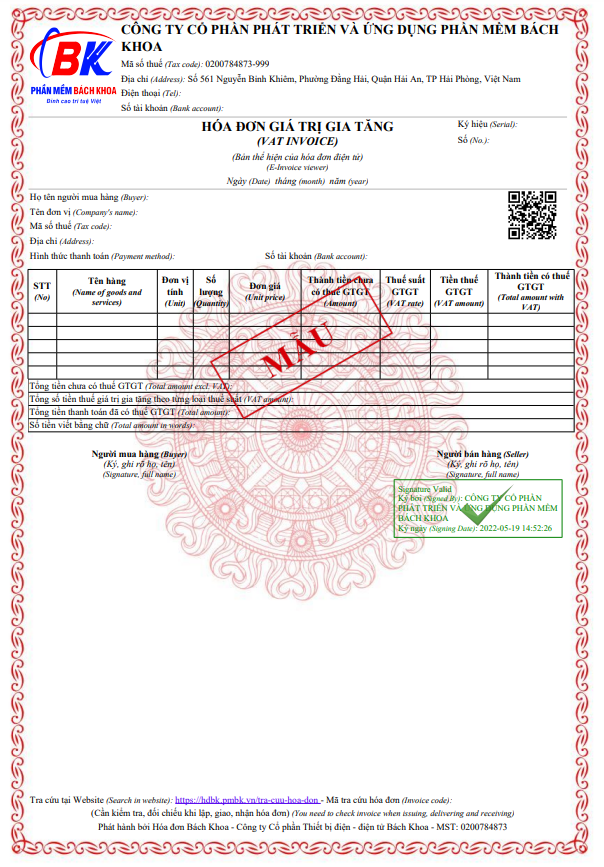 CÔNG TY CỔ PHẦN PHÁT TRIỂN VÀ ỨNG DỤNG PHẦN MỀM BÁCH
KHOA
BK
PHẦN MỀM BÁCH KHOA
Đỉnh cao trí tuệ Việt
Mã số thuế (Tax code): 0200784873-999
Địa chỉ (Address): Số 561 Nguyễn Bỉnh Khiêm, Phường Đằng Hải, Quận Hải An, TP Hải Phòng, Việt Nam
Điện thoại (Tel):
Số tài khoản (Bank account):
HÓA ĐƠN GIÁ TRỊ GIA TĂNG
(VAT INVOICE)
(Bản thể hiện của hóa đơn điện tử)
(E-Invoice viewer)
Ngày (Date) tháng (month) năm (year)
Ký hiệu (Serial):
Số (No.):
Họ tên người mua hàng (Buyer):
Tên đơn vị (Company's name):
Mã số thuế (Tax code):
Địa chỉ (Address):
Hình thức thanh toán (Payment method): Số tài khoản (Bank account):
STT
(No)
Tên hàng
(Name of goods and
services)
Đơn vị
tính
(Unit)
Số
lượng
(Quantity)
Đơn giá
(Unit price)
Thành tiền chưa
có thuế GTGT
(Amount)
Thuế suất
GTGT
(VAT rate)
Tiền thuế
GTGT
(VAT amount)
Thành tiền có thuế
GTGT
(Total amount with
VAT)
MẪU
Tổng tiền chưa có thuế GTGT (Total amount excl. VAT):
Tổng số tiền thuế giá trị gia tăng theo từng loại thuế suất (VAT amount):
Tổng tiền thanh toán đã có thuế GTGT (Total amount):
Số tiền viết bằng chữ (Total amount in words):
Người mua hàng (Buyer)
(Ký, ghi rõ họ, tên)
(Signature, full name)
Người bán hàng (Seller)
(Ký, ghi rõ họ, tên)
(Signature, full name)
Signature Valid
Ký bởi (Signed By): CÔNG TY CỔ PHẦN
PHÁT TRIỂN VÀ ỨNG DỤNG PHẦN MỀM
BÁCH KHOA
Ký ngày (Signing Date): 2022-05-19 14:52:26
Tra cứu tại Website (Search in website): https://hdbk.pmbk.vn/tra-cuu-hoa-don - Mã tra cứu hóa đơn (Invoice code):
(Cần kiểm tra, đối chiếu khi lập, giao, nhận hóa đơn) (You need to check invoice when issuing, delivering and receiving)
Phát hành bởi Hóa đơn Bách Khoa - Công ty Cổ phần Thiết bị điện - điện tử Bách Khoa - MST: 0200784873